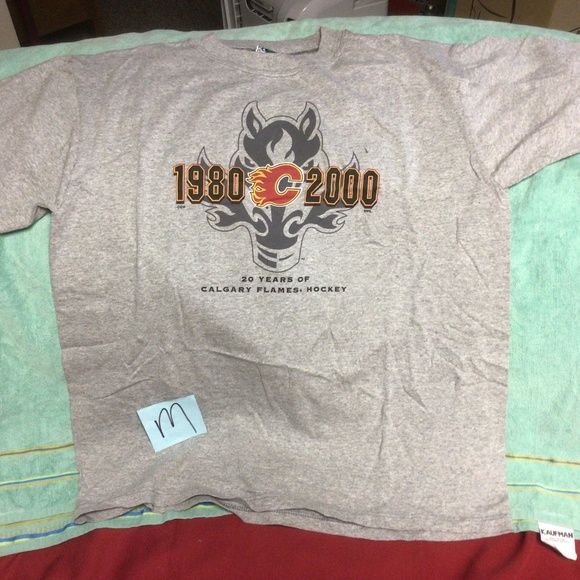 1980 C 2000
20 YEARS OF
CALGARY FLAMES HOCKEY
M
KAUFMAN